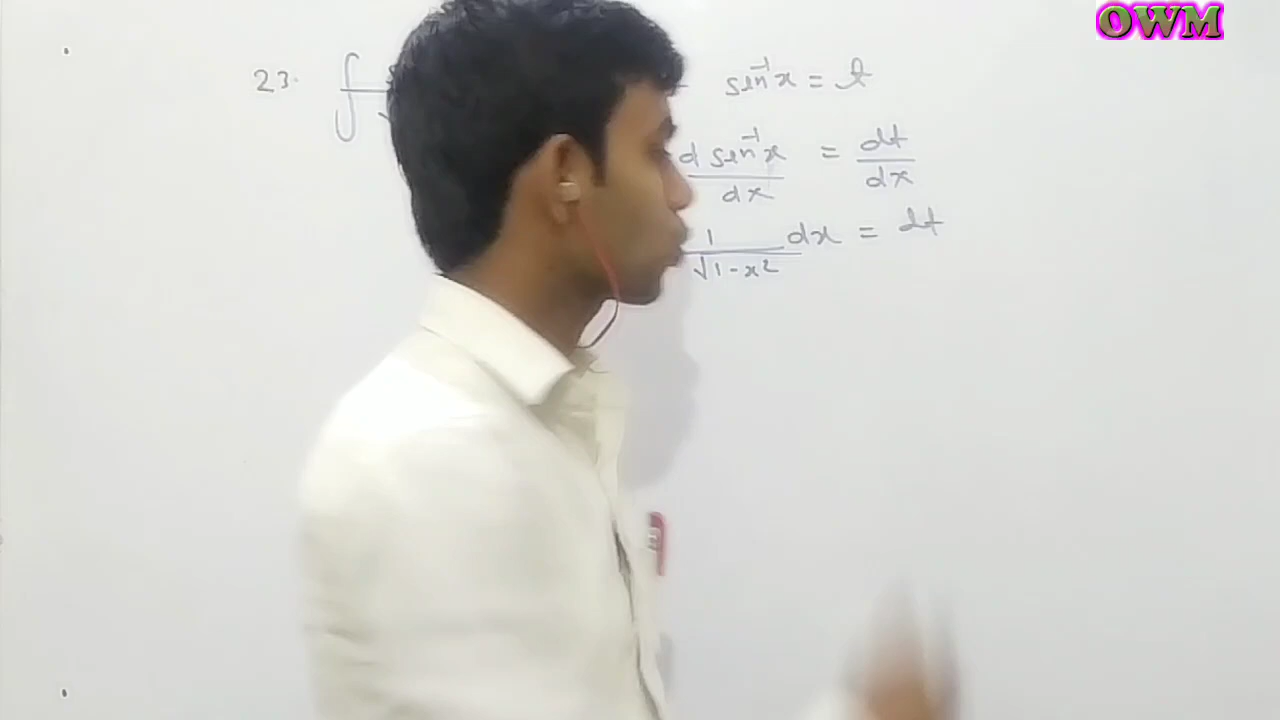 OWM
23. ∫ sin⁻¹x = t
d sin⁻¹x / dx = dt / dx
1 / √1-x² dx = dt